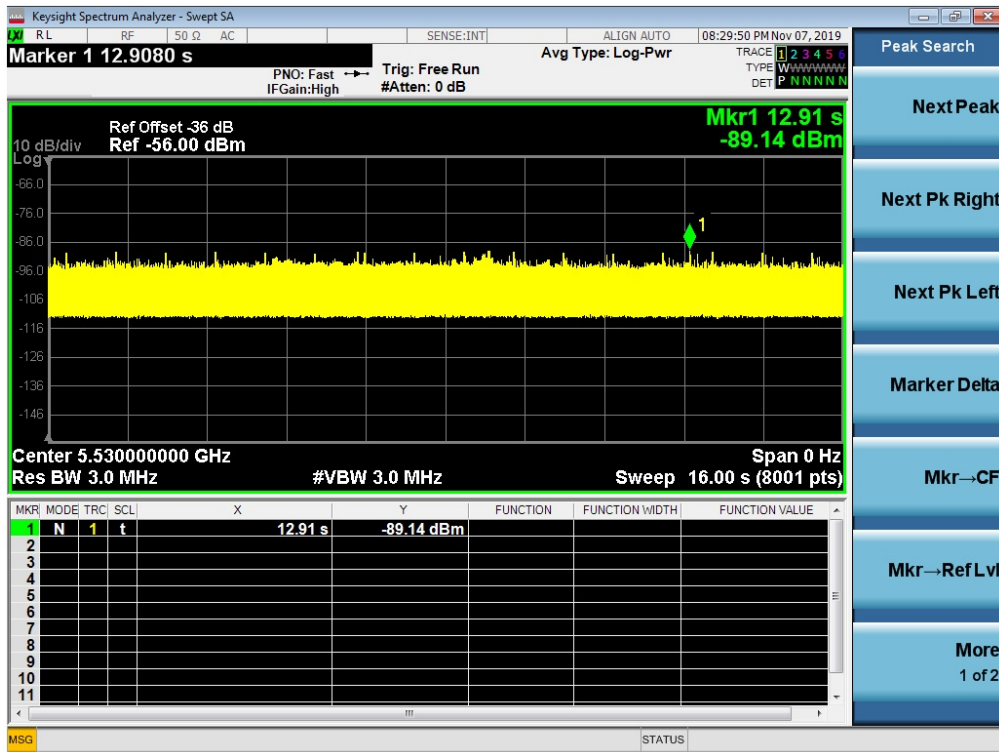 Keysight Spectrum Analyzer - Swept SA
LXI RL RF 50 Ω AC SENSE:INT ALIGN AUTO 08:29:50 PM Nov 07, 2019
Marker 1 12.9080 s
PNO: Fast
IFGain:High
Trig: Free Run
#Atten: 0 dB
Avg Type: Log-Pwr
TRACE 1 2 3 4 5 6
TYPE W W W W W W
DET P N N N N N
Peak Search
Next Peak
Next Pk Right
Next Pk Left
Marker Delta
Mkr→CF
Mkr→Ref Lvl
More
1 of 2
Mkr1 12.91 s
-89.14 dBm
Ref Offset -36 dB
10 dB/div Ref -56.00 dBm
Log
-66.0
-76.0
-86.0
-96.0
-106
-116
-126
-136
-146
1
Center 5.530000000 GHz Span 0 Hz
Res BW 3.0 MHz #VBW 3.0 MHz Sweep 16.00 s (8001 pts)
MKR MODE TRC SCL X Y FUNCTION FUNCTION WIDTH FUNCTION VALUE
1 N 1 t 12.91 s -89.14 dBm
2
3
4
5
6
7
8
9
10
11
MSG STATUS